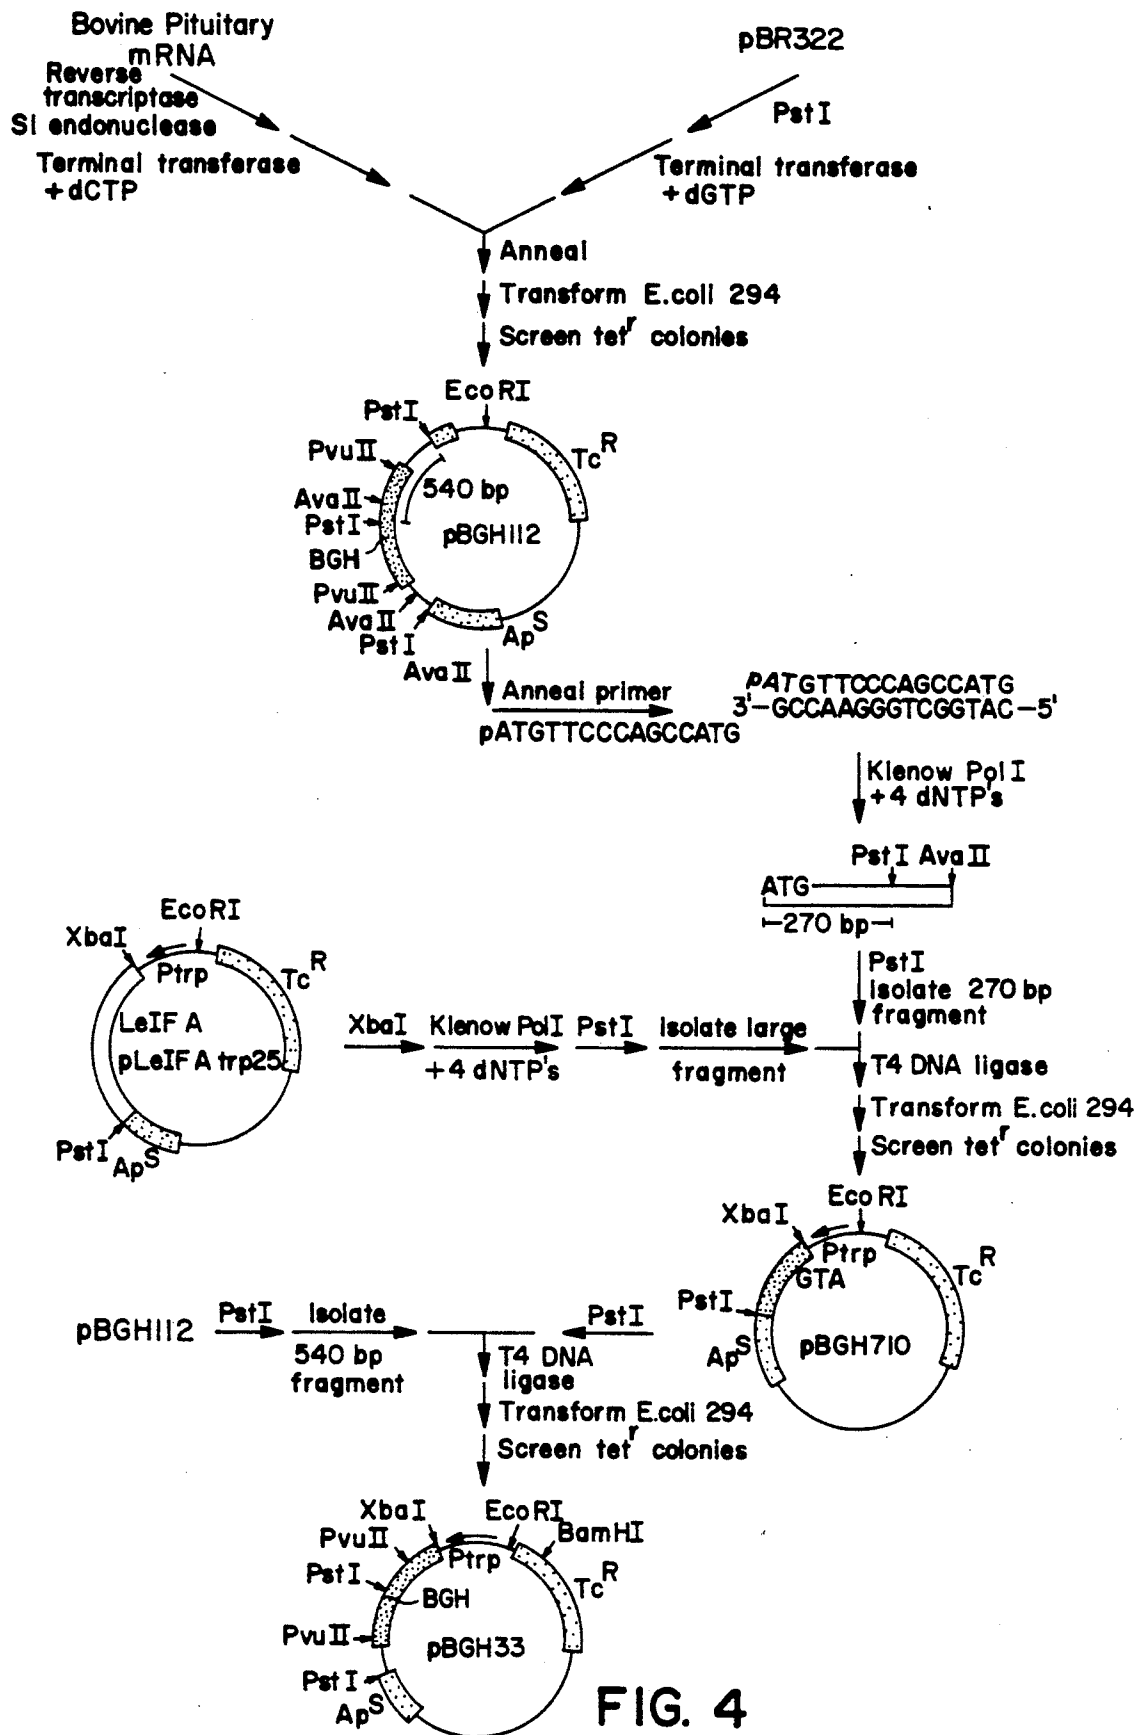 Bovine Pituitary
mRNA
Reverse
transcriptase
SI endonuclease
Terminal transferase
+dCTP
pBR322
PstI
Terminal transferase
+dGTP
Anneal
Transform E.coli 294
Screen tet^r colonies
EcoRI
PstI
PvuII
AvaII
PstI
BGH
PvuII
AvaII
PstI
Tc^R
540 bp
pBGH112
Ap^S
AvaII
Anneal primer
pATGTTCCCAGCCATG
pATGTTCCCAGCCATG
3'-GCCAAGGGTCGGTAC-5'
Klenow Pol I
+4 dNTP's
PstI AvaII
ATG
270 bp
PstI
Isolate 270 bp
fragment
EcoRI
XbaI
Ptrp
Tc^R
LeIF A
pLeIF A trp25
PstI
Ap^S
XbaI
Klenow PolI
+4 dNTP's
PstI
Isolate large
fragment
T4 DNA ligase
Transform E.coli 294
Screen tet^r colonies
EcoRI
XbaI
Ptrp
GTA
Tc^R
PstI
Ap^S
pBGH710
pBGH112
PstI
Isolate
540 bp
fragment
PstI
T4 DNA
ligase
Transform E.coli 294
Screen tet^r colonies
XbaI
EcoRI
BamHI
PvuII
Ptrp
PstI
BGH
Tc^R
PvuII
pBGH33
PstI
Ap^S
FIG. 4